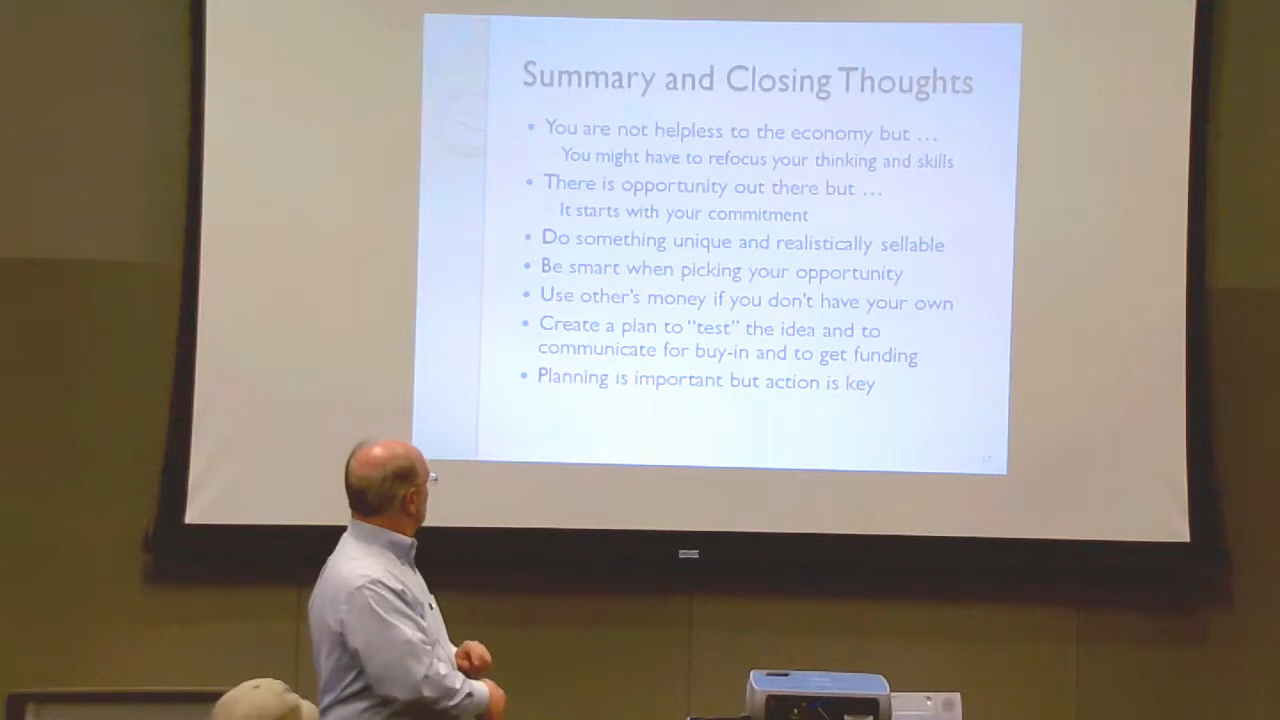 Summary and Closing Thoughts
• You are not helpless to the economy but ...
You might have to refocus your thinking and skills
• There is opportunity out there but ...
It starts with your commitment
• Do something unique and realistically sellable
• Be smart when picking your opportunity
• Use other's money if you don't have your own
• Create a plan to "test" the idea and to
communicate for buy-in and to get funding
• Planning is important but action is key
17